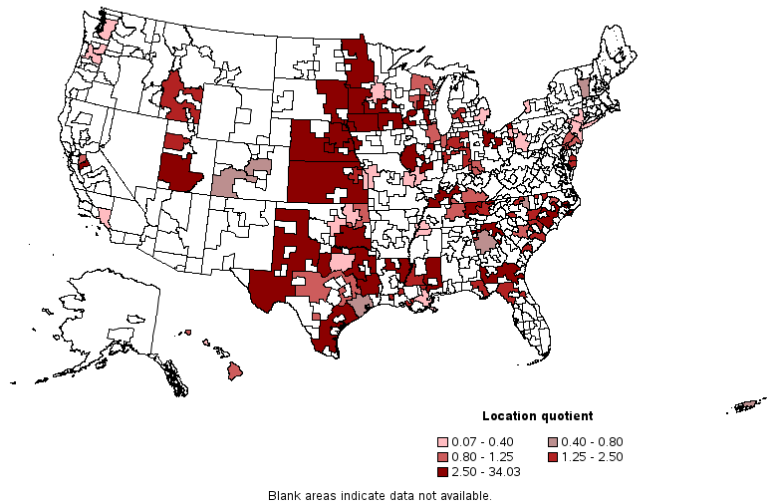 Location quotient
0.07 - 0.40
0.40 - 0.80
0.80 - 1.25
1.25 - 2.50
2.50 - 34.03
Blank areas indicate data not available.